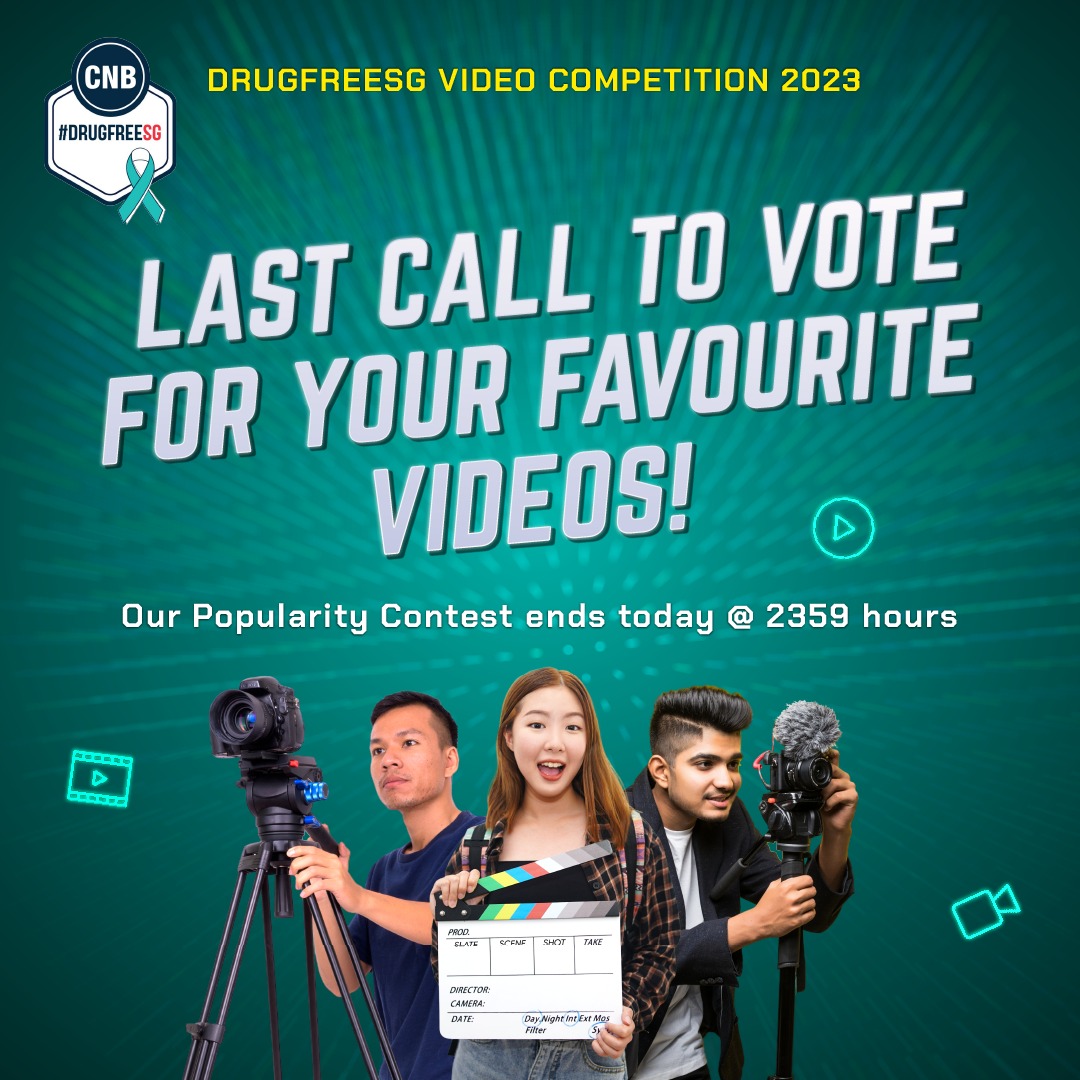 CNB
#DRUGFREESG
DRUGFREESG VIDEO COMPETITION 2023
LAST CALL TO VOTE
FOR YOUR FAVOURITE
VIDEOS!
Our Popularity Contest ends today @ 2359 hours
PROD.
SLATE SCENE SHOT TAKE
DIRECTOR:
CAMERA:
DATE: Day Night Int Ext Mos
Filter